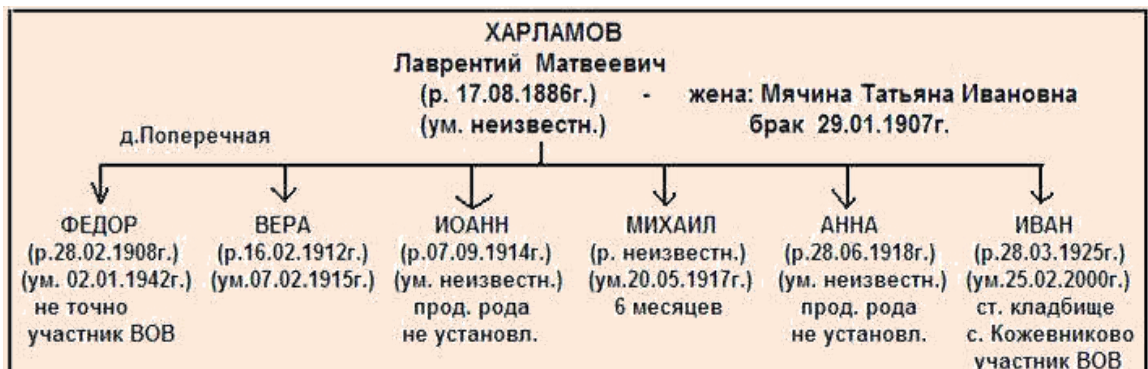 ХАРЛАМОВ
Лаврентий Матвеевич
(р. 17.08.1886г.) - жена: Мячина Татьяна Ивановна
(ум. неизвестн.) брак 29.01.1907г.
д.Поперечная
ФЕДОР ВЕРА ИОАНН МИХАИЛ АННА ИВАН
(р.28.02.1908г.) (р.16.02.1912г.) (р.07.09.1914г.) (р. неизвестн.) (р.28.06.1918г.) (р.28.03.1925г.)
(ум. 02.01.1942г.) (ум.07.02.1915г.) (ум. неизвестн.) (ум.20.05.1917г.) (ум. неизвестн.) (ум.25.02.2000г.)
не точно прод. рода 6 месяцев прод. рода ст. кладбище
участник ВОВ не установл. не установл. с. Кожевниково
участник ВОВ